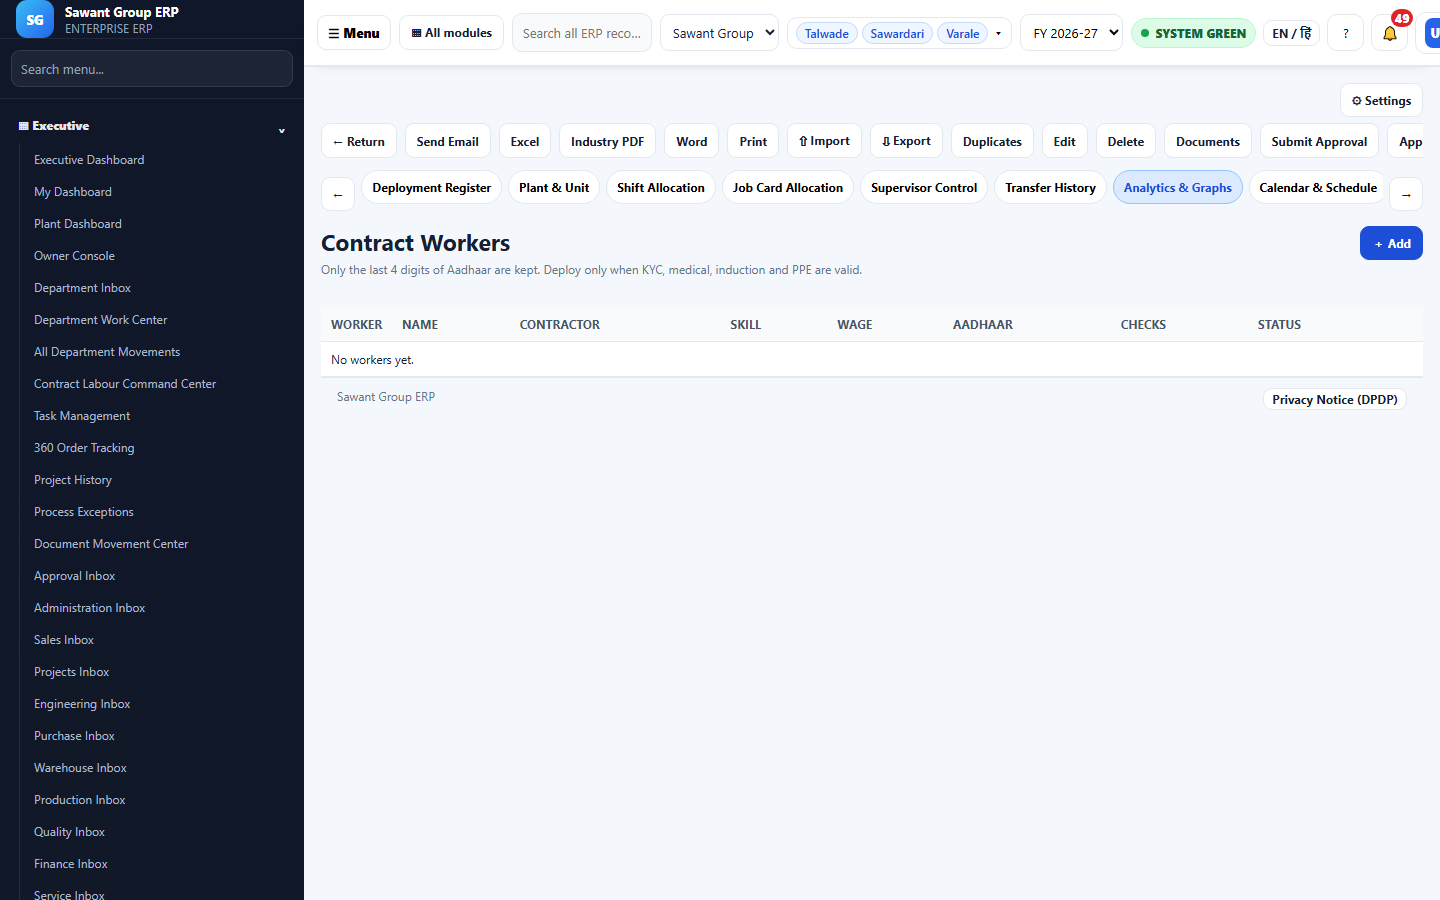 SG
Sawant Group ERP
ENTERPRISE ERP
☰ Menu
▦ All modules
Search all ERP reco...
Sawant Group
Talwade
Sawardari
Varale
FY 2026-27
SYSTEM GREEN
EN / हिं
?
49
Search menu...
⚙ Settings
▦ Executive
Executive Dashboard
My Dashboard
Plant Dashboard
Owner Console
Department Inbox
Department Work Center
All Department Movements
Contract Labour Command Center
Task Management
360 Order Tracking
Project History
Process Exceptions
Document Movement Center
Approval Inbox
Administration Inbox
Sales Inbox
Projects Inbox
Engineering Inbox
Purchase Inbox
Warehouse Inbox
Production Inbox
Quality Inbox
Finance Inbox
Service Inbox
← Return
Send Email
Excel
Industry PDF
Word
Print
⇧ Import
⇩ Export
Duplicates
Edit
Delete
Documents
Submit Approval
App
←
Deployment Register
Plant & Unit
Shift Allocation
Job Card Allocation
Supervisor Control
Transfer History
Analytics & Graphs
Calendar & Schedule
→
Contract Workers
+ Add
Only the last 4 digits of Aadhaar are kept. Deploy only when KYC, medical, induction and PPE are valid.
WORKER NAME CONTRACTOR SKILL WAGE AADHAAR CHECKS STATUS
No workers yet.
Sawant Group ERP
Privacy Notice (DPDP)